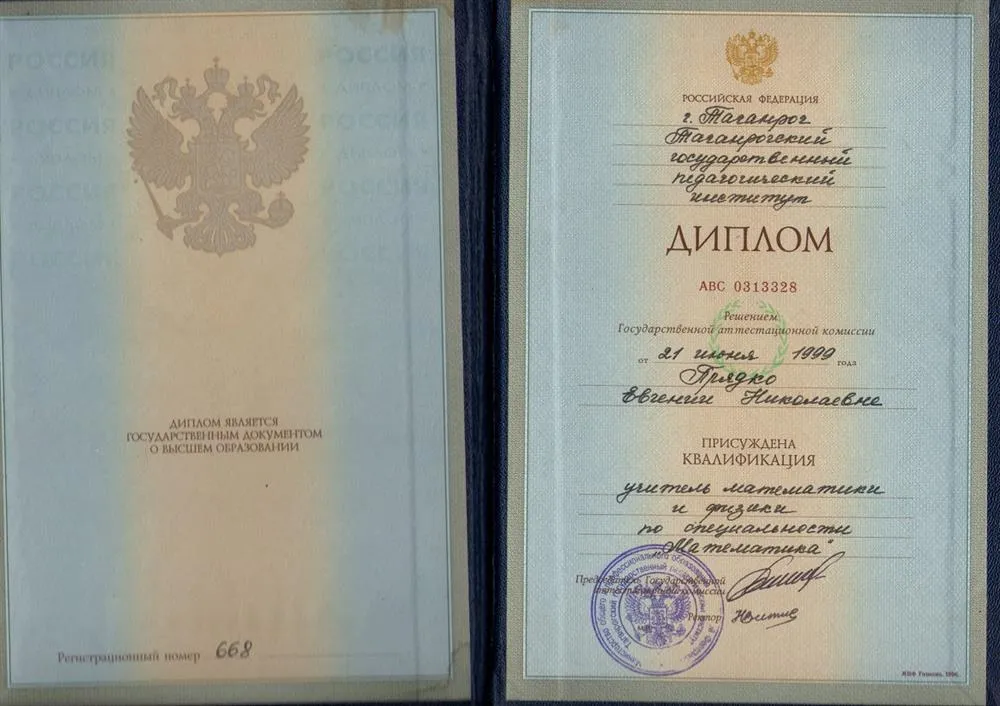 РОССИЯ
РОССИЯ
ДИПЛОМ ЯВЛЯЕТСЯ
ГОСУДАРСТВЕННЫМ ДОКУМЕНТОМ
О ВЫСШЕМ ОБРАЗОВАНИИ
Регистрационный номер 668
РОССИЙСКАЯ ФЕДЕРАЦИЯ
г. Таганрог
Таганрогский
государственный
педагогический
институт
ДИПЛОМ
АВС 0313328
Решением
Государственной аттестационной комиссии
от 21 июня 1999 года
Прядко
Евгении Николаевне
ПРИСУЖДЕНА
КВАЛИФИКАЦИЯ
учитель математики
и физики
по специальности
„Математика"
Председатель Государственной
аттестационной комиссии
Ректор